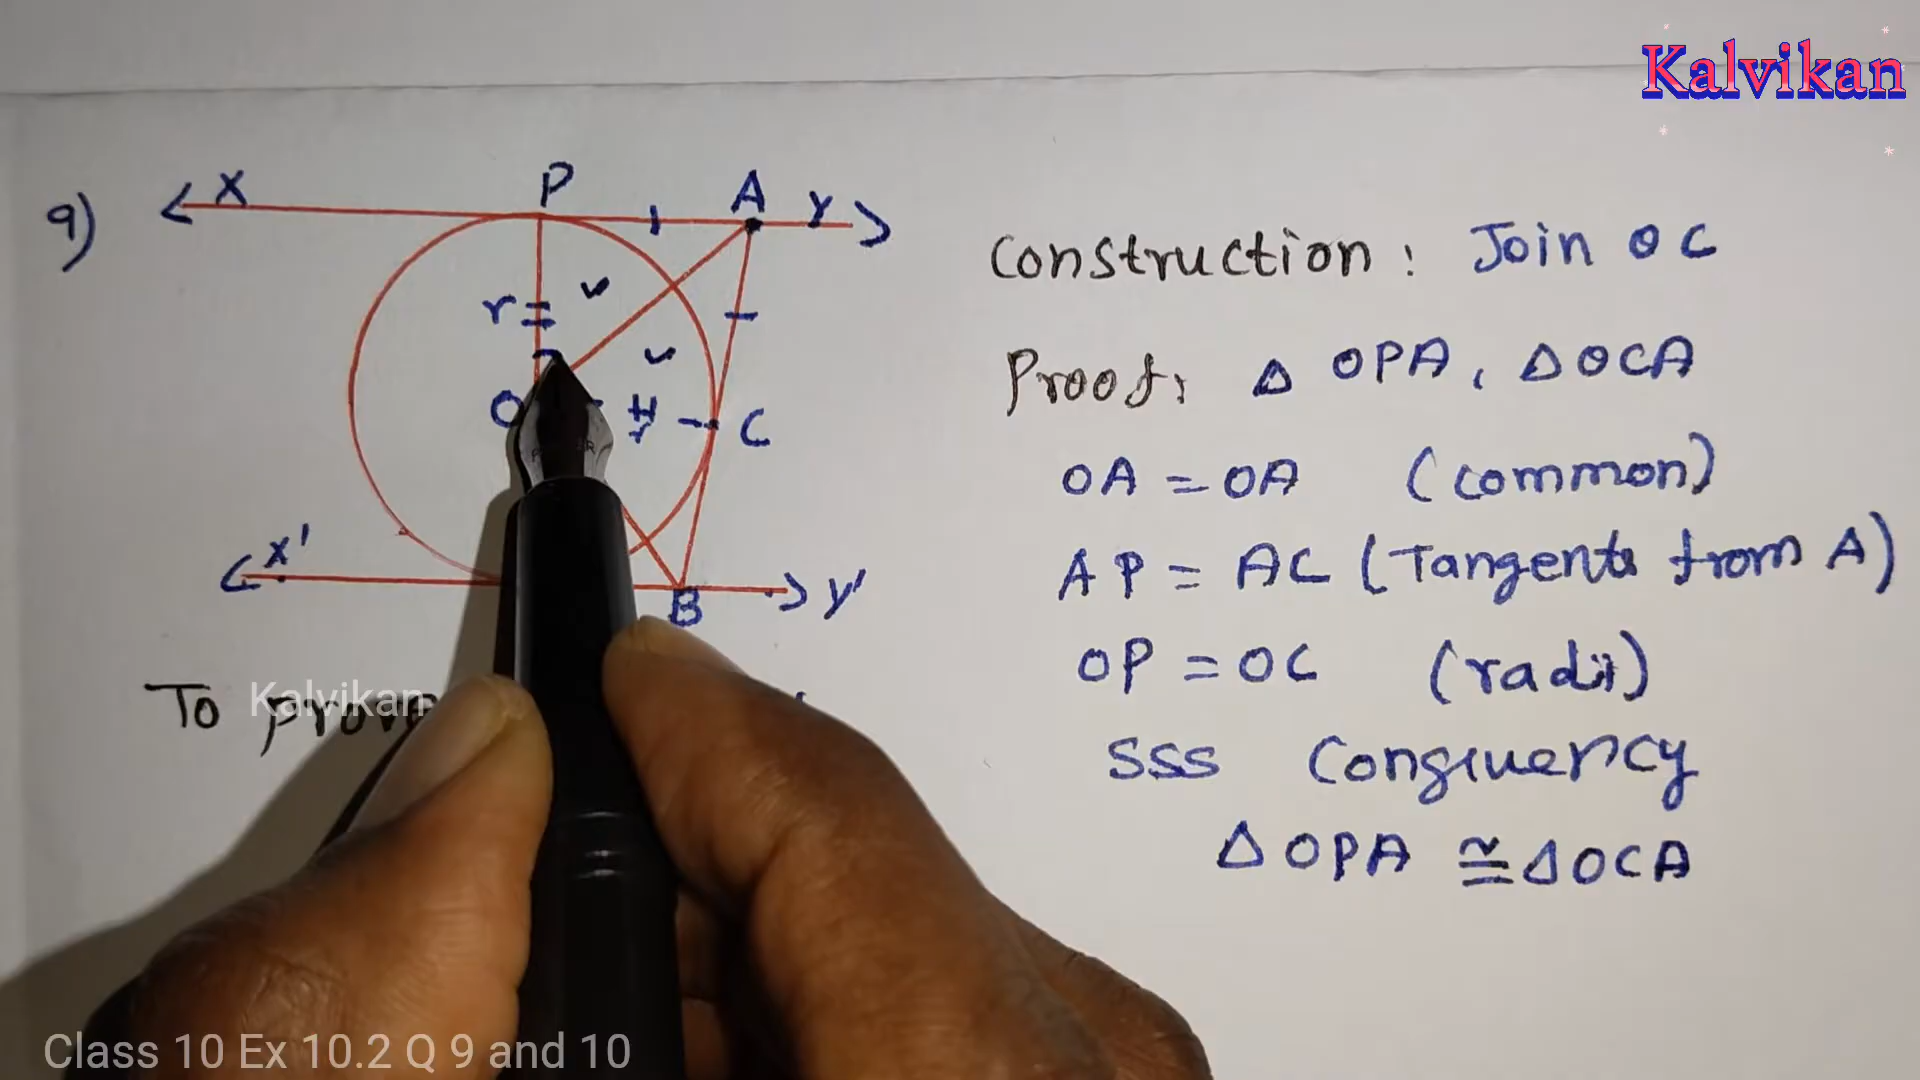 Kalvikan
9)
X P A Y
r
O r C
X' B Y'
To prove
Kalvikan
Construction: Join OC
Proof: Δ OPA, Δ OCA
OA = OA (common)
AP = AC (Tangents from A)
OP = OC (radii)
SSS Congruency
Δ OPA ≅ Δ OCA
Class 10 Ex 10.2 Q 9 and 10